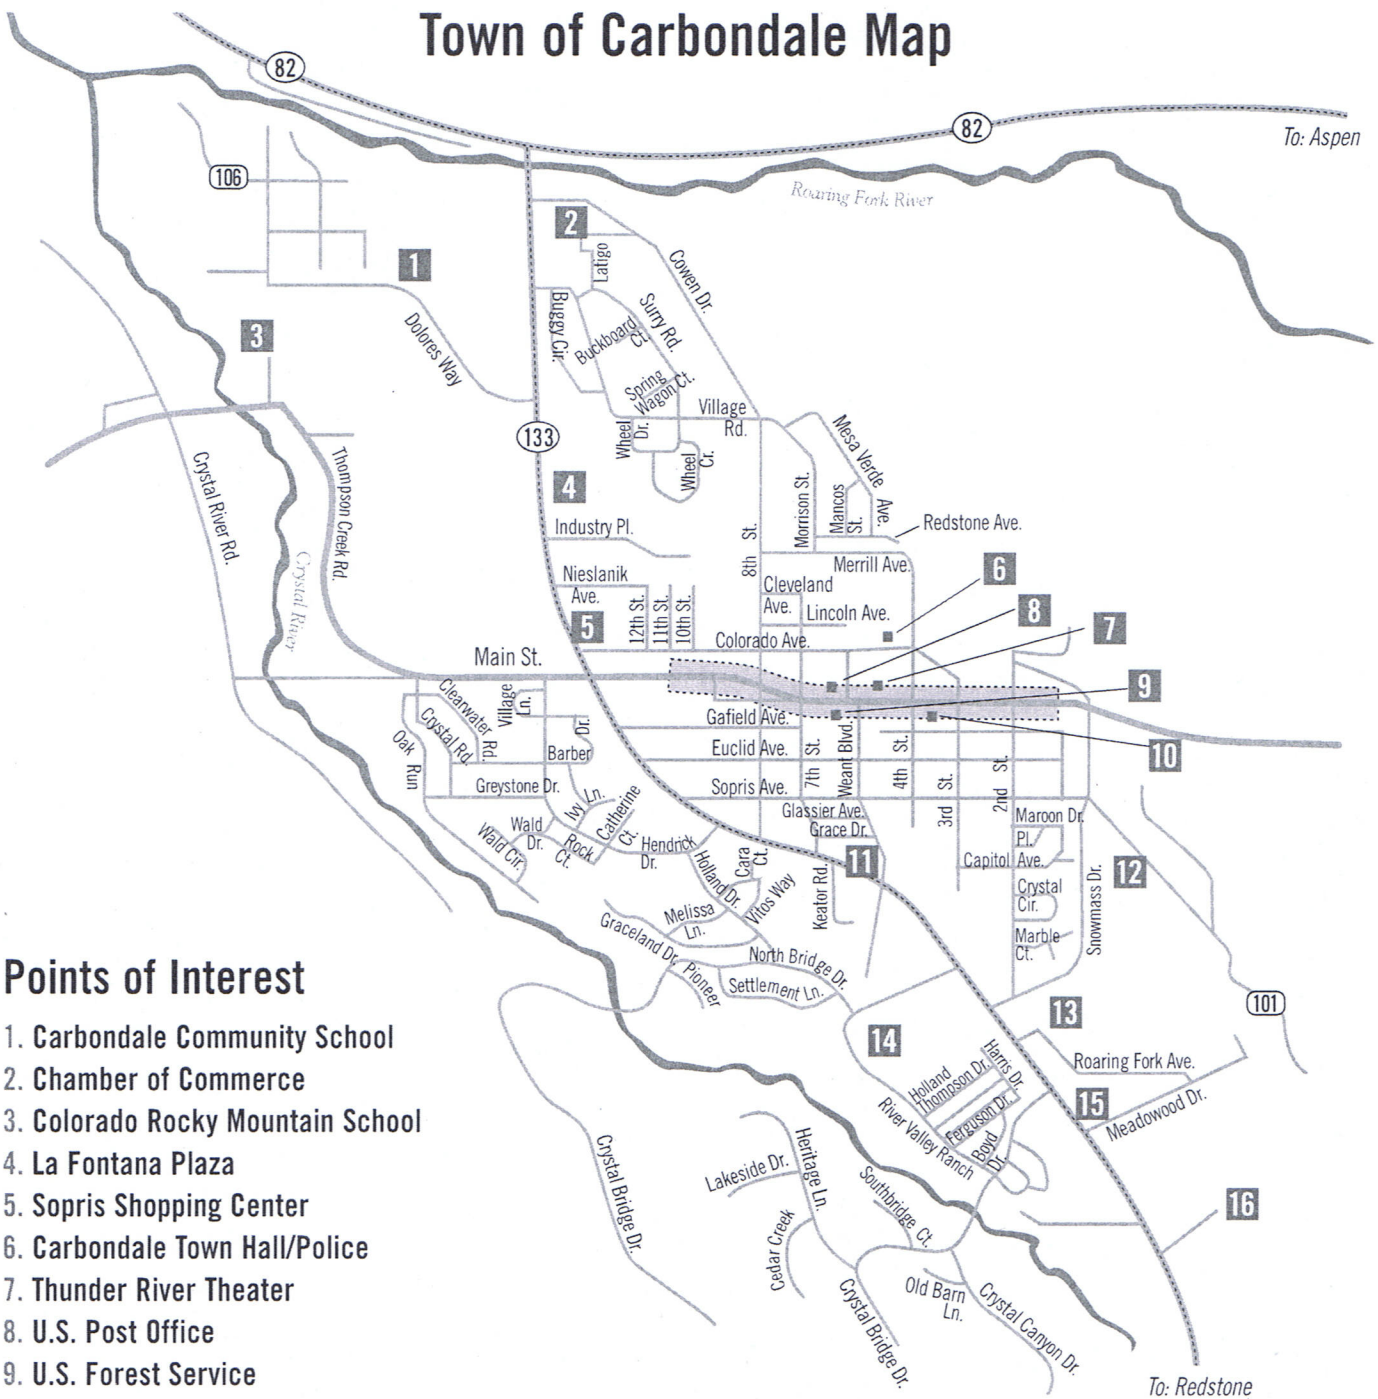 Town of Carbondale Map
82
82
To: Aspen
Roaring Fork River
106
2
1
Latigo
Cowen Dr.
3
Buggy Cir.
Surry Rd.
Buckboard
Ct.
Dolores Way
Spring
Wagon Ct.
Village
Rd.
Mesa Verde
Ave.
Wheel
Dr.
133
Wheel
Cr.
Crystal River Rd.
Thompson Creek Rd.
4
Morrison St.
Mancos
St.
Industry Pl.
Redstone Ave.
8th St.
Merrill Ave.
Crystal River
6
Nieslanik
Ave.
Cleveland
Ave.
Lincoln Ave.
8
12th St.
11th St.
10th St.
5
7
Colorado Ave.
Main St.
9
Clearwater
Rd.
Village
Ln.
Crystal Rd.
Gafield Ave.
Oak Run
Barber
Dr.
Euclid Ave.
7th St.
Weant Blvd.
4th St.
10
Greystone Dr.
Sopris Ave.
3rd St.
2nd St.
Ivy Ln.
Catherine
Ct.
Glassier Ave.
Grace Dr.
Maroon Dr.
Pl.
Wald
Dr.
Wald Cir.
Rock
Ct.
Hendrick
Dr.
Cara
Ct.
11
Capitol Ave.
12
Holland Dr.
Vitos Way
Keator Rd.
Crystal
Cir.
Snowmass Dr.
Melissa
Ln.
Graceland Dr.
Marble
Ct.
Pioneer
North Bridge Dr.
Settlement Ln.
101
13
14
Harris Dr.
Roaring Fork Ave.
Holland
Thompson Dr.
15
Meadowood Dr.
River Valley Ranch
Ferguson Dr.
Boyd
Dr.
Crystal Bridge Dr.
Heritage Ln.
Lakeside Dr.
Southbridge
Ct.
16
Cedar Creek
Old Barn
Ln.
Crystal Canyon Dr.
Crystal Bridge Dr.
To: Redstone
Points of Interest
1. Carbondale Community School
2. Chamber of Commerce
3. Colorado Rocky Mountain School
4. La Fontana Plaza
5. Sopris Shopping Center
6. Carbondale Town Hall/Police
7. Thunder River Theater
8. U.S. Post Office
9. U.S. Forest Service